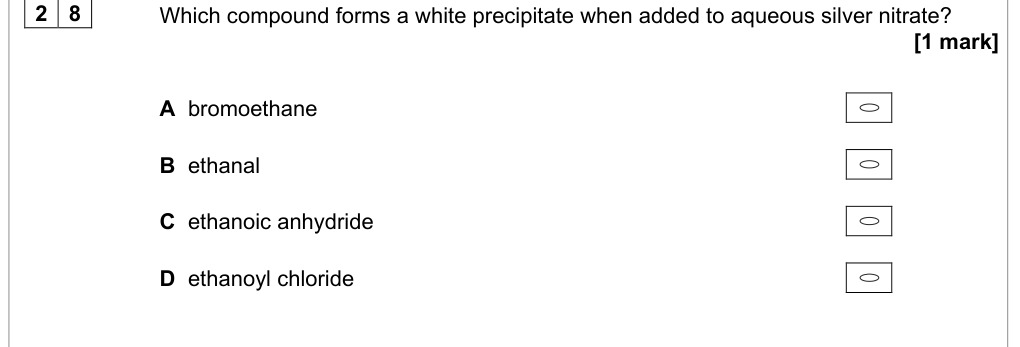 2 8 Which compound forms a white precipitate when added to aqueous silver nitrate?
[1 mark]
A bromoethane
B ethanal
C ethanoic anhydride
D ethanoyl chloride